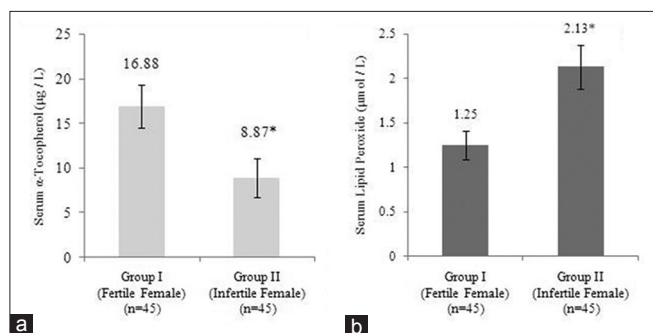 Serum α-Tocopherol (µg / L)
25
20
15
10
5
0
16.88
8.87*
Group I
(Fertile Female)
(n=45)
Group II
(Infertile Female)
(n=45)
a
Serum Lipid Peroxide (µmol / L)
2.5
2
1.5
1
0.5
0
1.25
2.13*
Group I
(Fertile Female)
(n=45)
Group II
(Infertile Female)
(n=45)
b